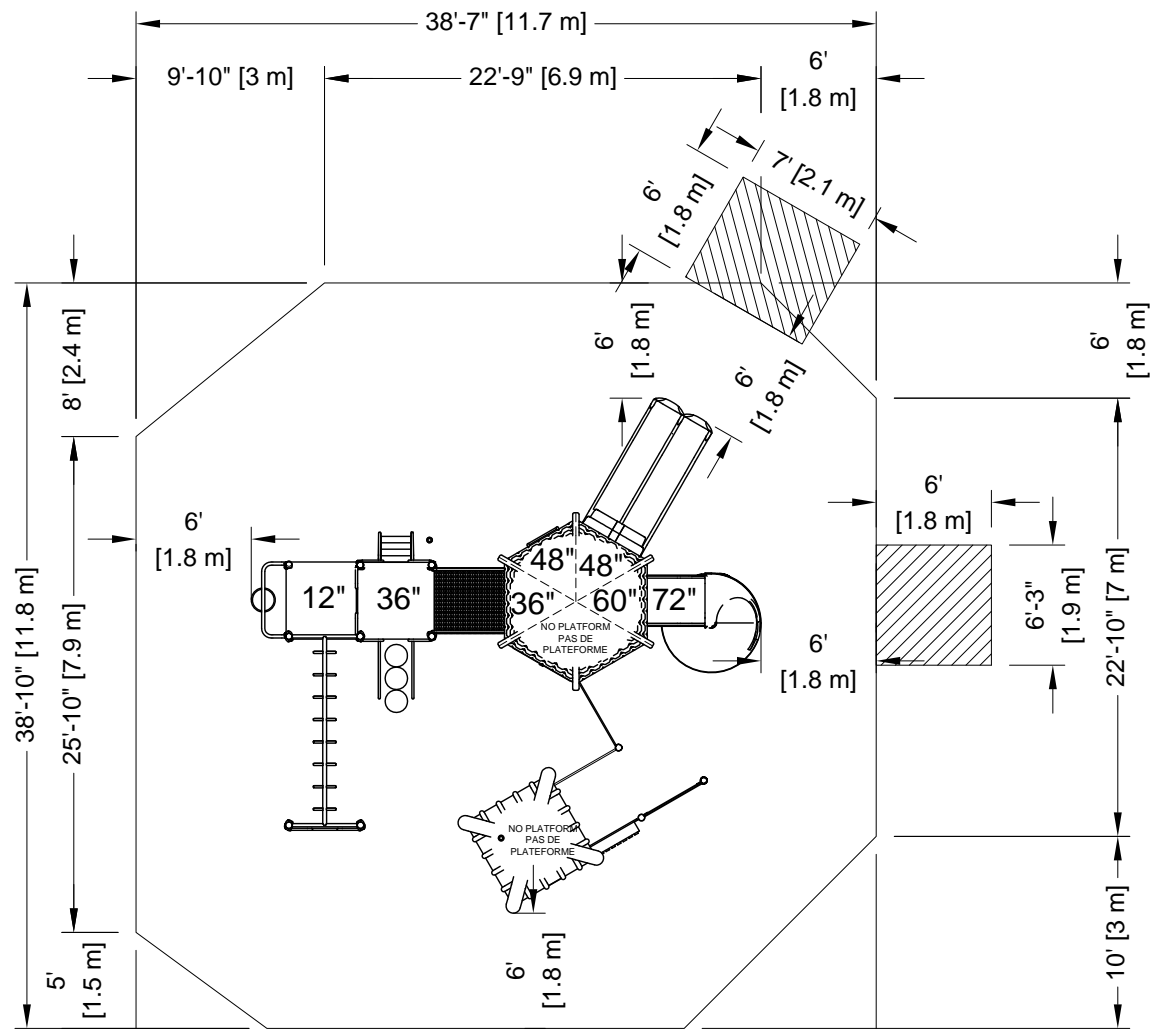 38'-7" [11.7 m]
9'-10" [3 m]
22'-9" [6.9 m]
6'
[1.8 m]
7' [2.1 m]
6'
[1.8 m]
8' [2.4 m]
6'
[1.8 m]
6'
[1.8 m]
6'
[1.8 m]
6'
[1.8 m]
6'
[1.8 m]
48"
48"
12"
36"
36"
60"
72"
NO PLATFORM
PAS DE
PLATEFORME
6'-3"
[1.9 m]
22'-10" [7 m]
6'
[1.8 m]
38'-10" [11.8 m]
25'-10" [7.9 m]
NO PLATFORM
PAS DE
PLATEFORME
5'
[1.5 m]
6'
[1.8 m]
10' [3 m]